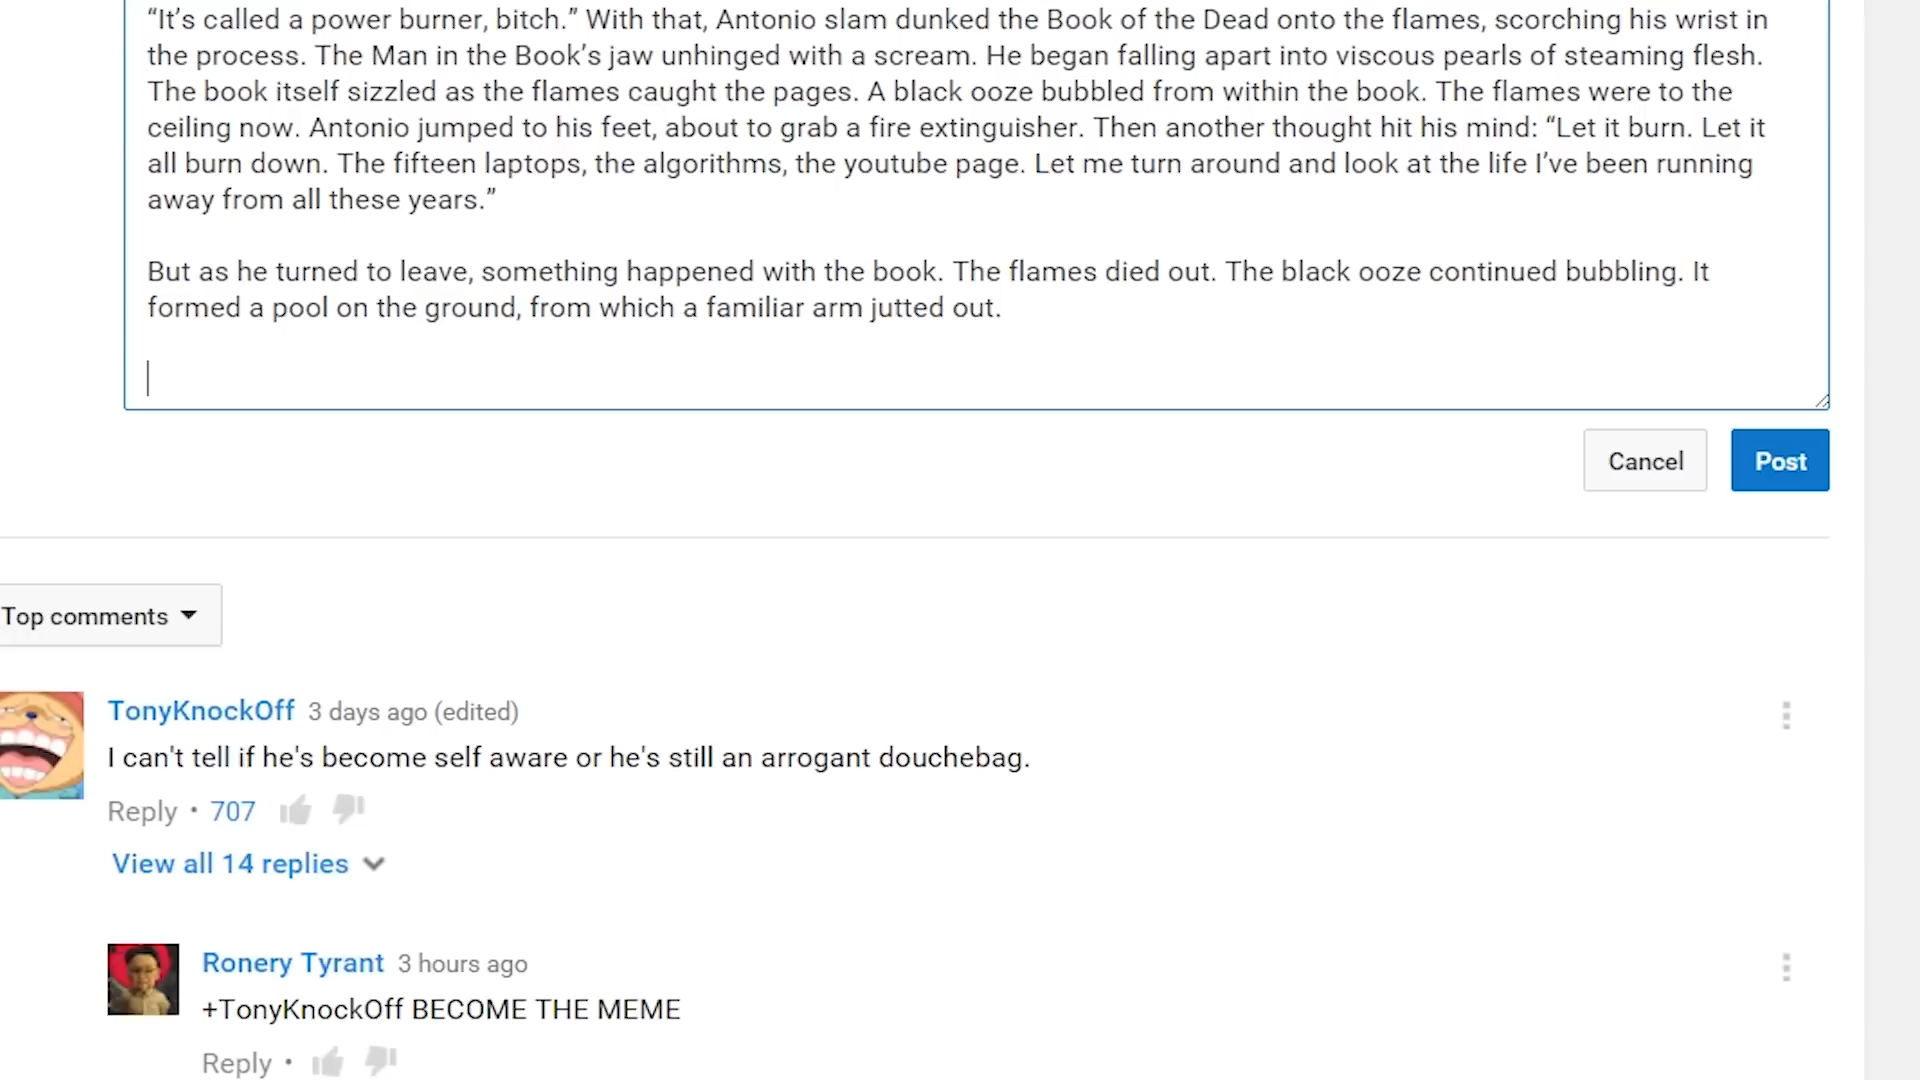 “It’s called a power burner, bitch.” With that, Antonio slam dunked the Book of the Dead onto the flames, scorching his wrist in
the process. The Man in the Book’s jaw unhinged with a scream. He began falling apart into viscous pearls of steaming flesh.
The book itself sizzled as the flames caught the pages. A black ooze bubbled from within the book. The flames were to the
ceiling now. Antonio jumped to his feet, about to grab a fire extinguisher. Then another thought hit his mind: “Let it burn. Let it
all burn down. The fifteen laptops, the algorithms, the youtube page. Let me turn around and look at the life I’ve been running
away from all these years.”
But as he turned to leave, something happened with the book. The flames died out. The black ooze continued bubbling. It
formed a pool on the ground, from which a familiar arm jutted out.
Cancel
Post
Top comments
TonyKnockOff 3 days ago (edited)
I can't tell if he's become self aware or he's still an arrogant douchebag.
Reply • 707
View all 14 replies
Ronery Tyrant 3 hours ago
+TonyKnockOff BECOME THE MEME
Reply •